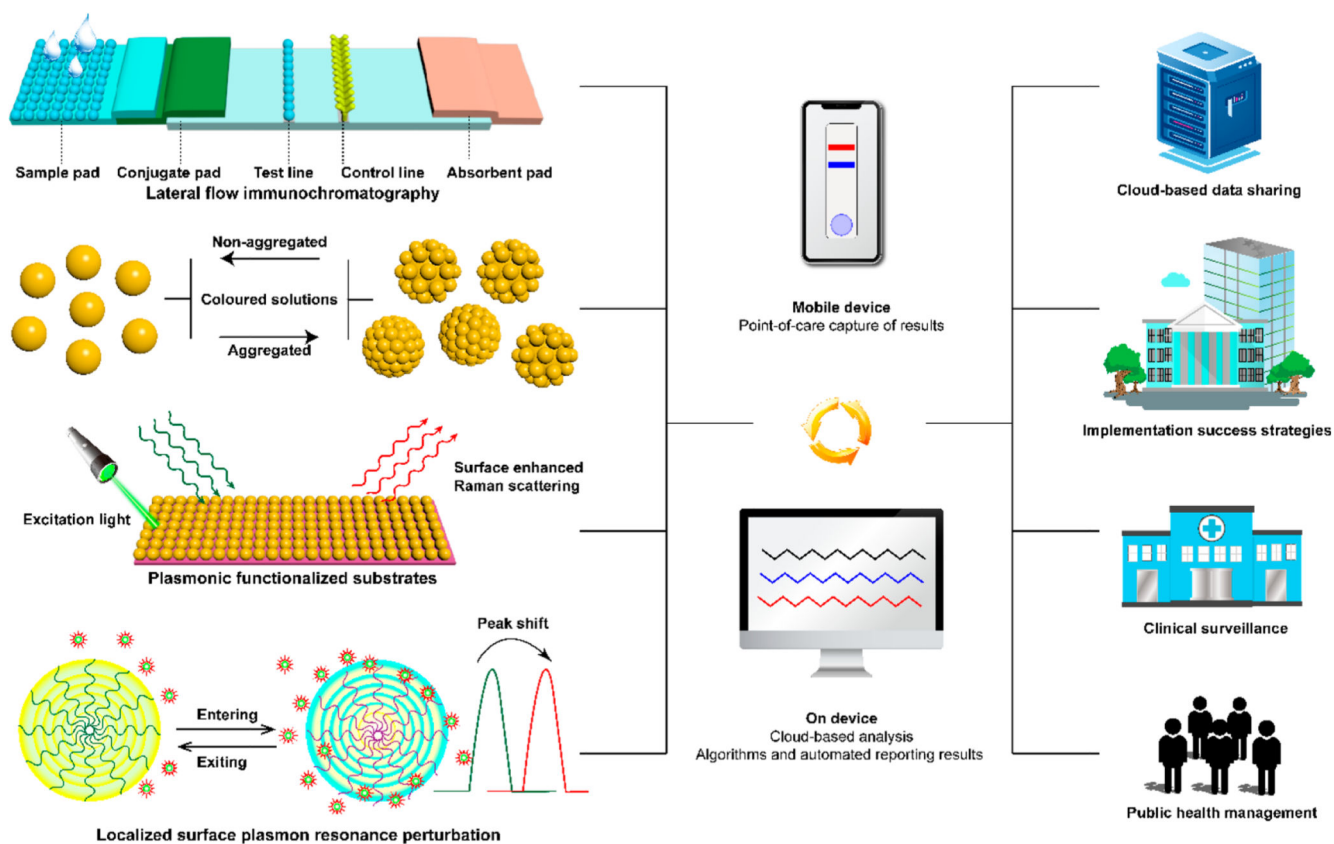 Sample pad
Conjugate pad
Test line
Control line
Absorbent pad
Lateral flow immunochromatography
Non-aggregated
Coloured solutions
Aggregated
Excitation light
Surface enhanced
Raman scattering
Plasmonic functionalized substrates
Peak shift
Entering
Exiting
Localized surface plasmon resonance perturbation
Mobile device
Point-of-care capture of results
On device
Cloud-based analysis
Algorithms and automated reporting results
Cloud-based data sharing
Implementation success strategies
Clinical surveillance
Public health management